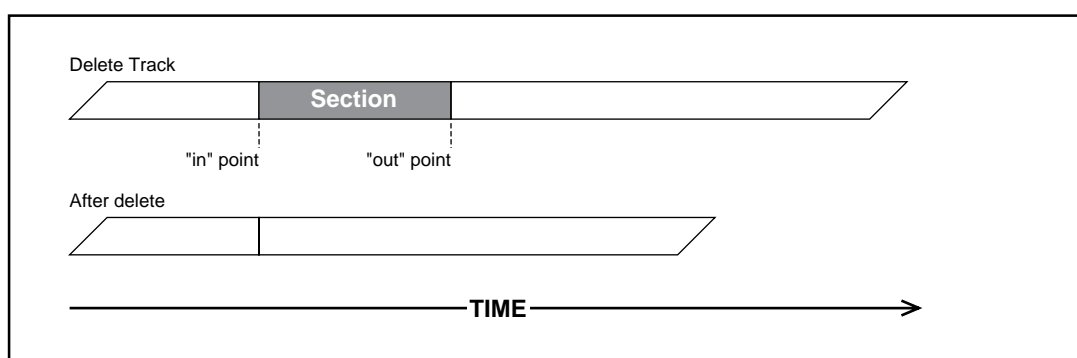 Delete Track
Section
"in" point
"out" point
After delete
TIME